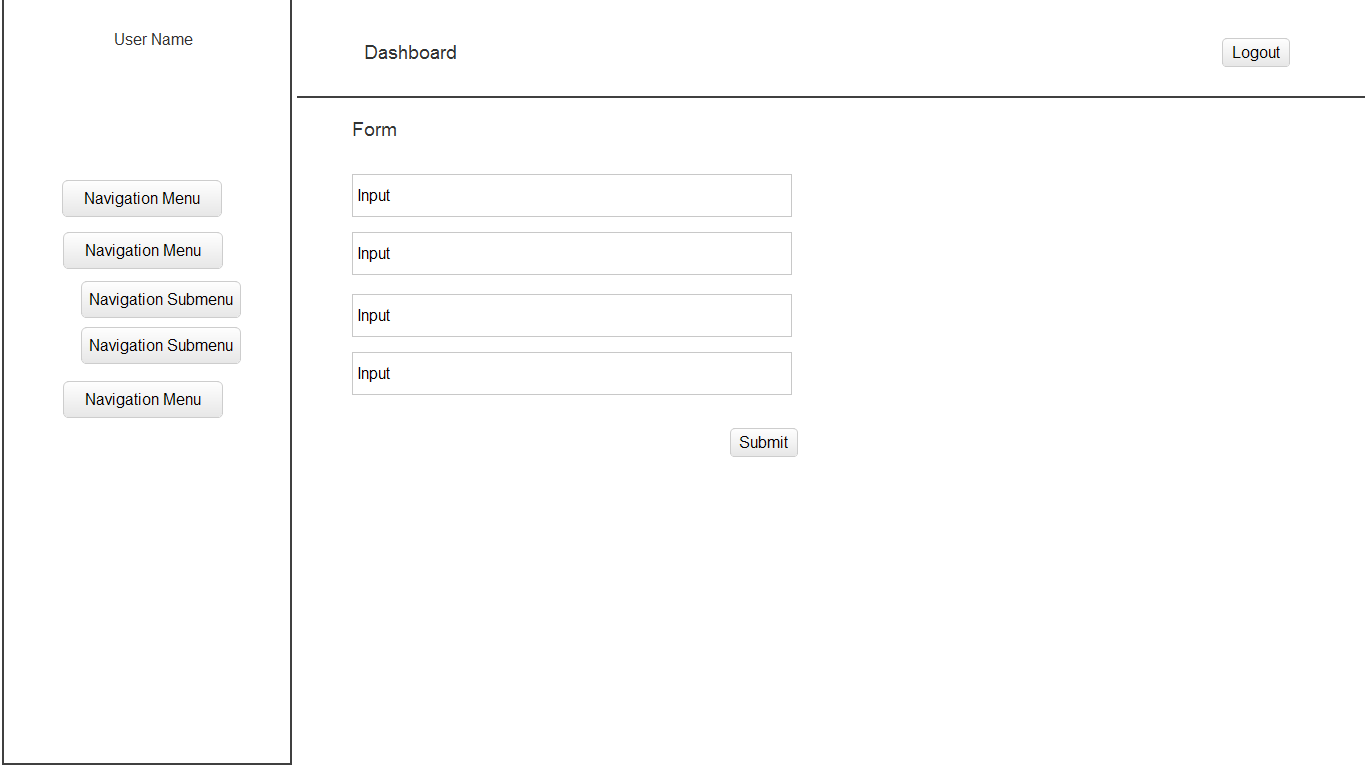 User Name
Navigation Menu
Navigation Menu
Navigation Submenu
Navigation Submenu
Navigation Menu
Dashboard
Logout
Form
Input
Input
Input
Input
Submit